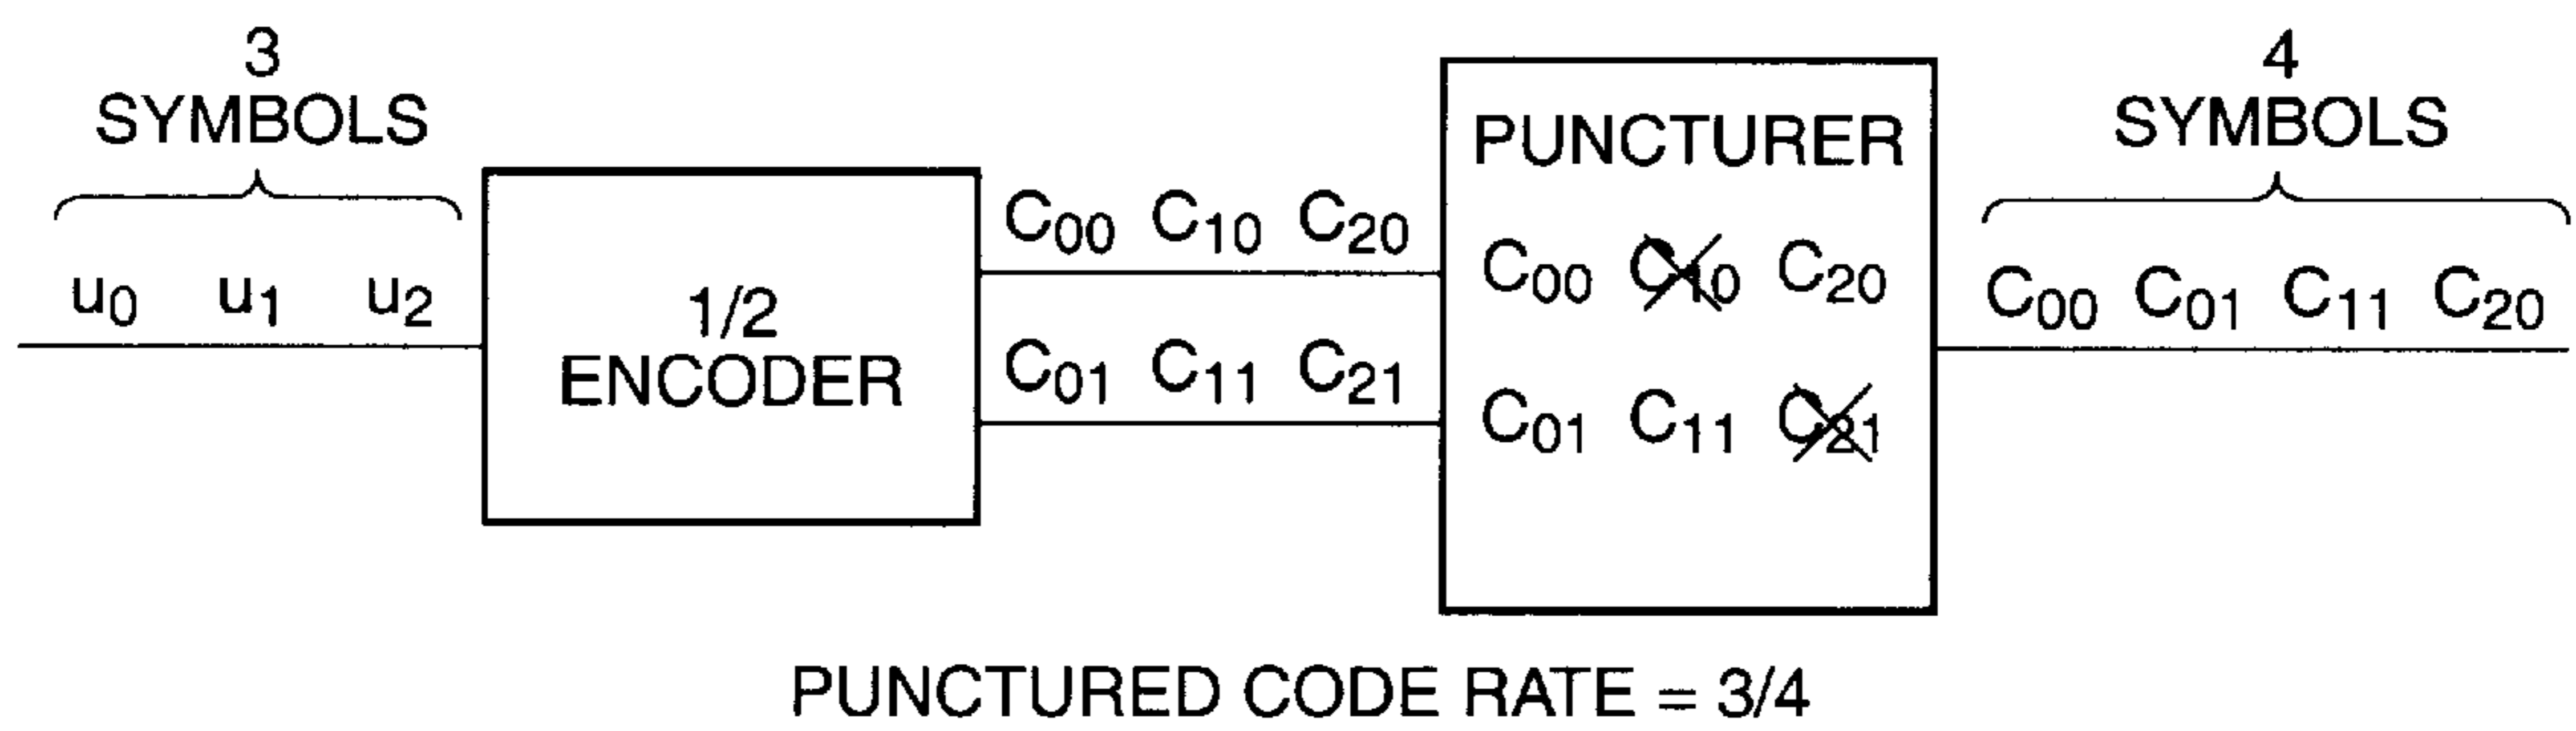 3
SYMBOLS
u0 u1 u2
1/2
ENCODER
C00 C10 C20
C01 C11 C21
PUNCTURER
C00 C10 C20
C01 C11 C21
4
SYMBOLS
C00 C01 C11 C20
PUNCTURED CODE RATE = 3/4